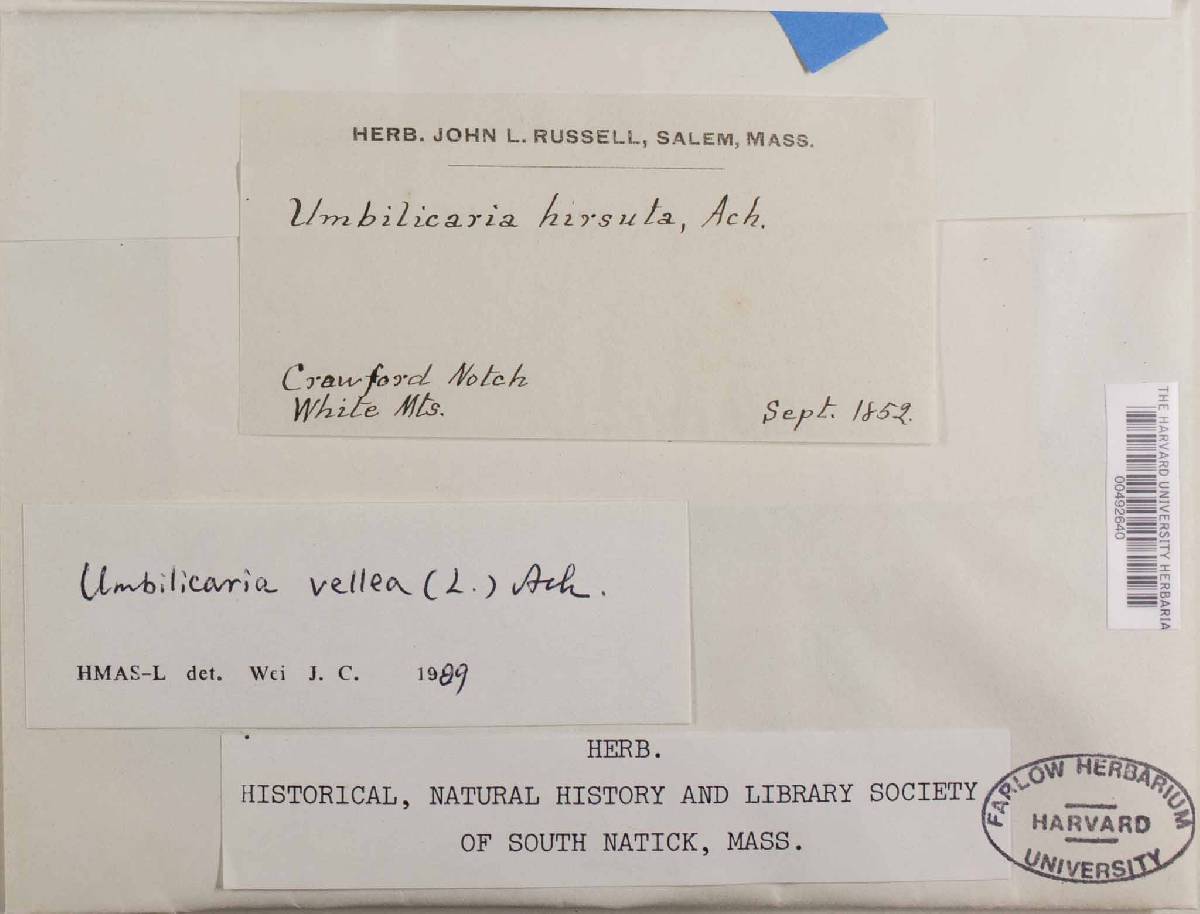 HERB. JOHN L. RUSSELL, SALEM, MASS.
Umbilicaria hirsuta, Ach.
Crawford Notch
White Mts.
Sept. 1852.
THE HARVARD UNIVERSITY HERBARIA
00492640
Umbilicaria vellea (L.) Ach.
HMAS-L det. Wei J. C. 1989
HERB.
HISTORICAL, NATURAL HISTORY AND LIBRARY SOCIETY
OF SOUTH NATICK, MASS.
FARLOW HERBARIUM
HARVARD
UNIVERSITY